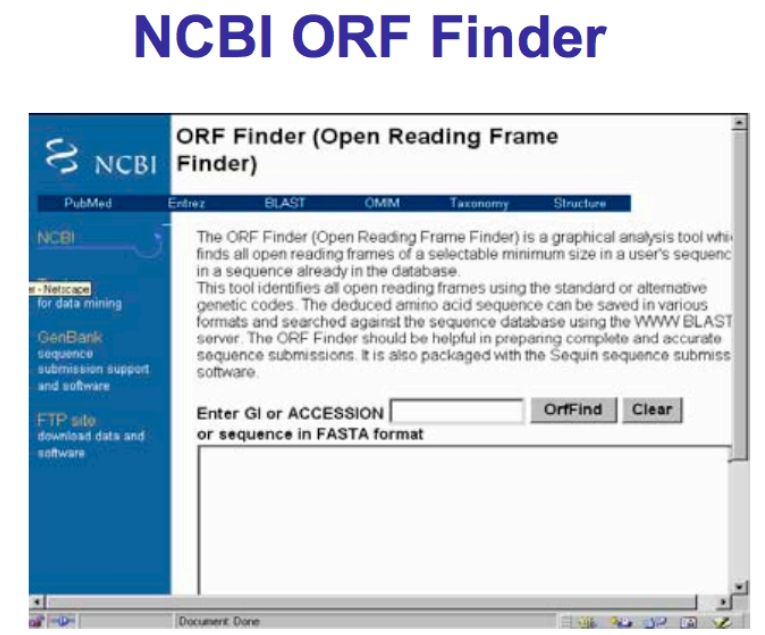 NCBI ORF Finder
NCBI
ORF Finder (Open Reading Frame
Finder)
PubMed Entrez BLAST OMIM Taxonomy Structure
NCBI
- Netscape
for data mining
GenBank
sequence
submission support
and software
FTP site
download data and
software
The ORF Finder (Open Reading Frame Finder) is a graphical analysis tool whi
finds all open reading frames of a selectable minimum size in a user's sequenc
in a sequence already in the database.
This tool identifies all open reading frames using the standard or alternative
genetic codes. The deduced amino acid sequence can be saved in various
formats and searched against the sequence database using the WWW BLAST
server. The ORF Finder should be helpful in preparing complete and accurate
sequence submissions. It is also packaged with the Sequin sequence submiss
software.
Enter GI or ACCESSION OrfFind Clear
or sequence in FASTA format
Document: Done